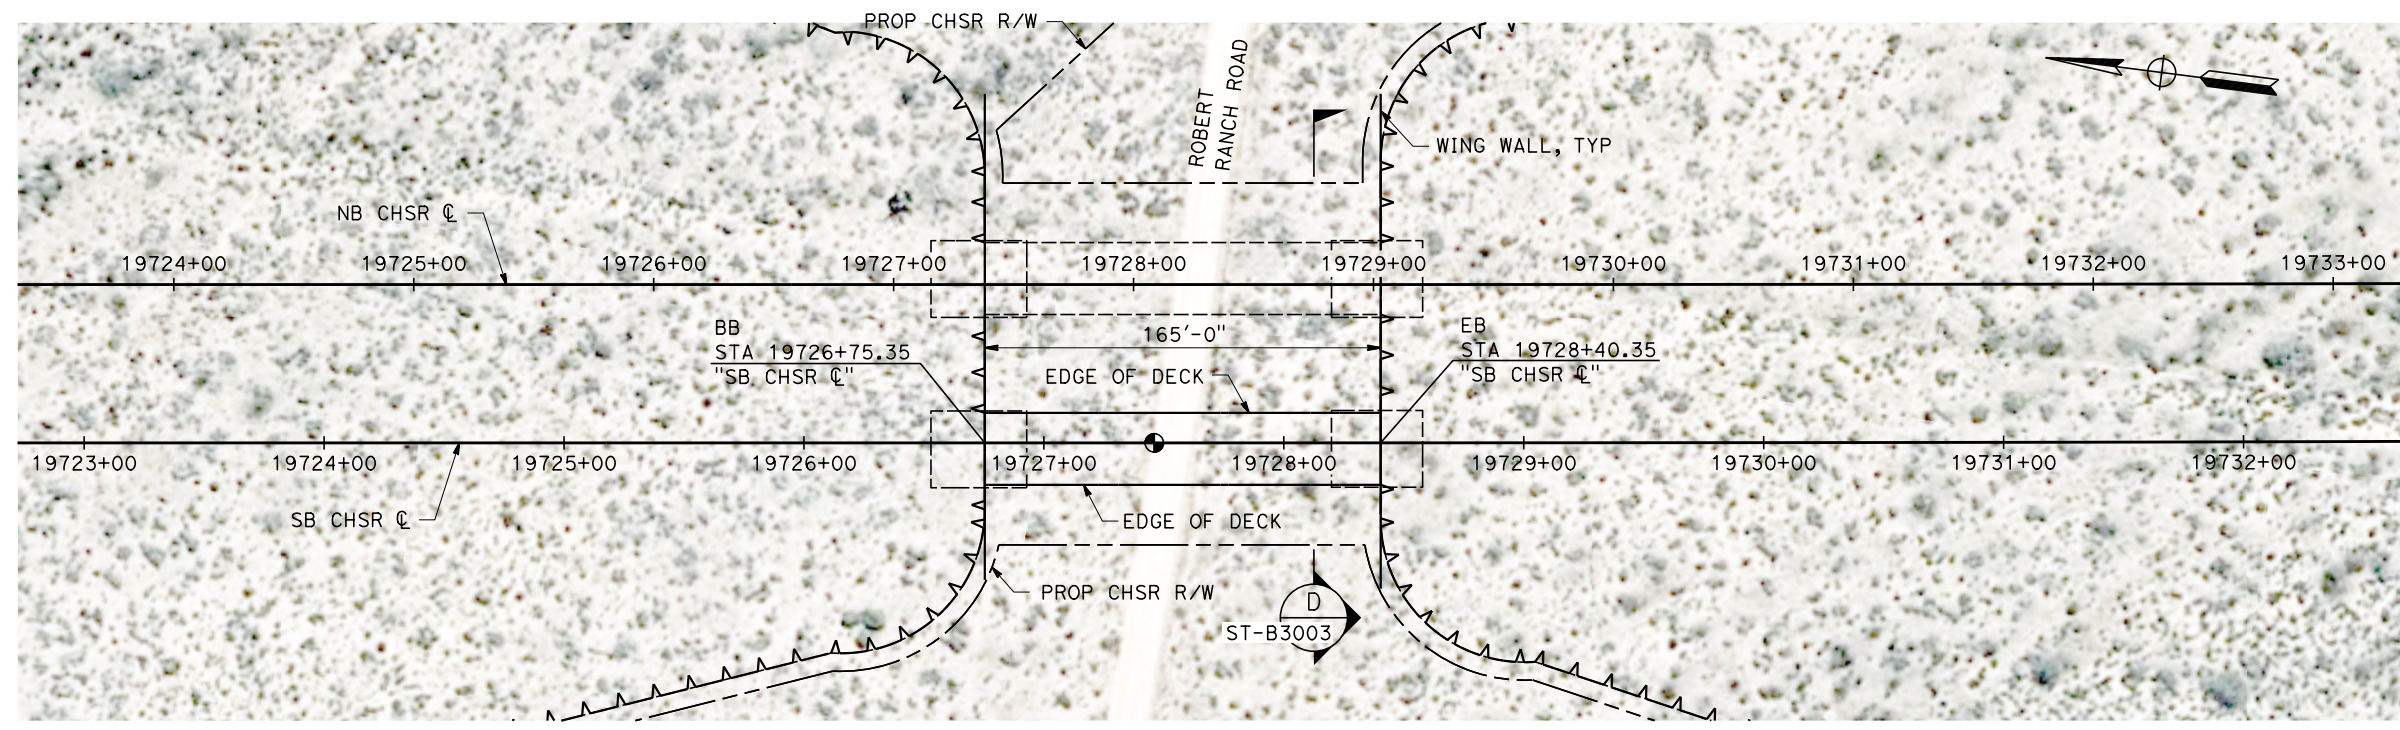 PROP CHSR R/W
ROBERT
RANCH ROAD
WING WALL, TYP
NB CHSR ℄
19724+00 19725+00 19726+00 19727+00 19728+00 19729+00 19730+00 19731+00 19732+00 19733+00
BB
STA 19726+75.35
"SB CHSR ℄"
165'-0"
EB
STA 19728+40.35
"SB CHSR ℄"
EDGE OF DECK
19723+00 19724+00 19725+00 19726+00 19727+00 19728+00 19729+00 19730+00 19731+00 19732+00
SB CHSR ℄
EDGE OF DECK
PROP CHSR R/W
D
ST-B3003